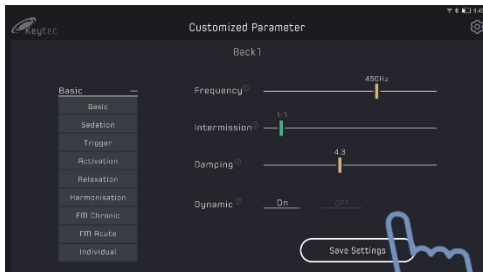 Keytec
Customized Parameter
Back1
Basic
Basic
Sedation
Trigger
Activation
Relaxation
Harmonisation
FM Chronic
FM Acute
Individual
Frequency
450Hz
Intermission
1:1
Damping
4.3
Dynamic
On
OFF
Save Settings